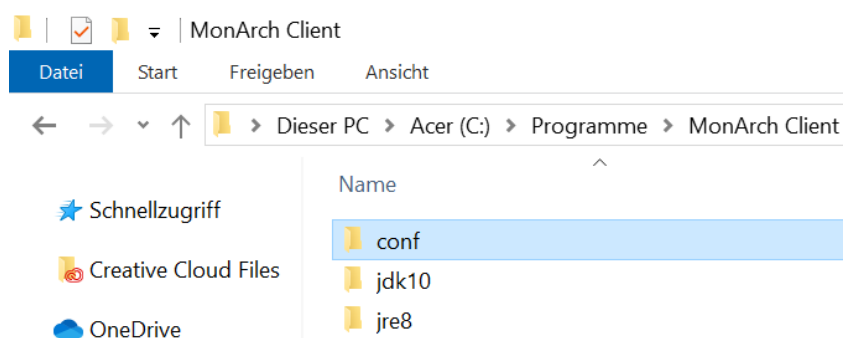 MonArch Client
Datei Start Freigeben Ansicht
Dieser PC > Acer (C:) > Programme > MonArch Client
Name
Schnellzugriff
conf
Creative Cloud Files
jdk10
jre8
OneDrive